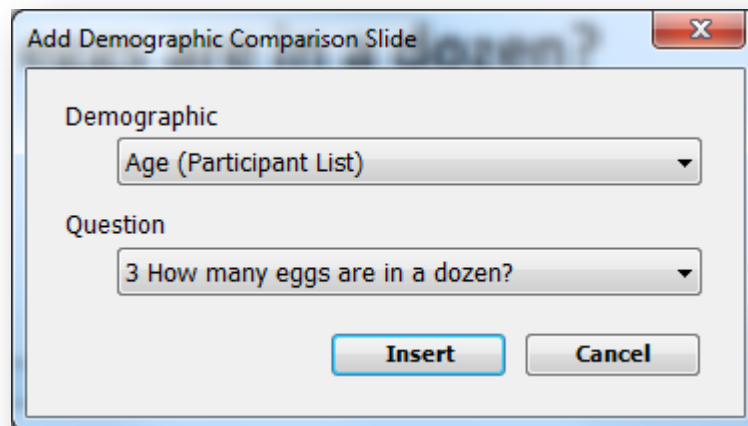 Add Demographic Comparison Slide
Demographic
Age (Participant List)
Question
3 How many eggs are in a dozen?
Insert Cancel